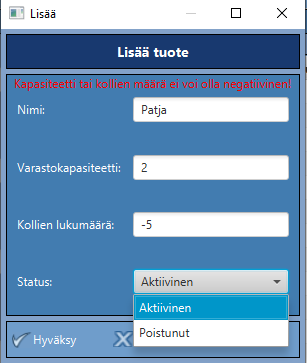 Lisää
Lisää tuote
Kapasiteetti tai kollien määrä ei voi olla negatiivinen!
Nimi: Patja
Varastokapasiteetti: 2
Kollien lukumäärä: -5
Status: Aktiivinen
Aktiivinen
Poistunut
Hyväksy